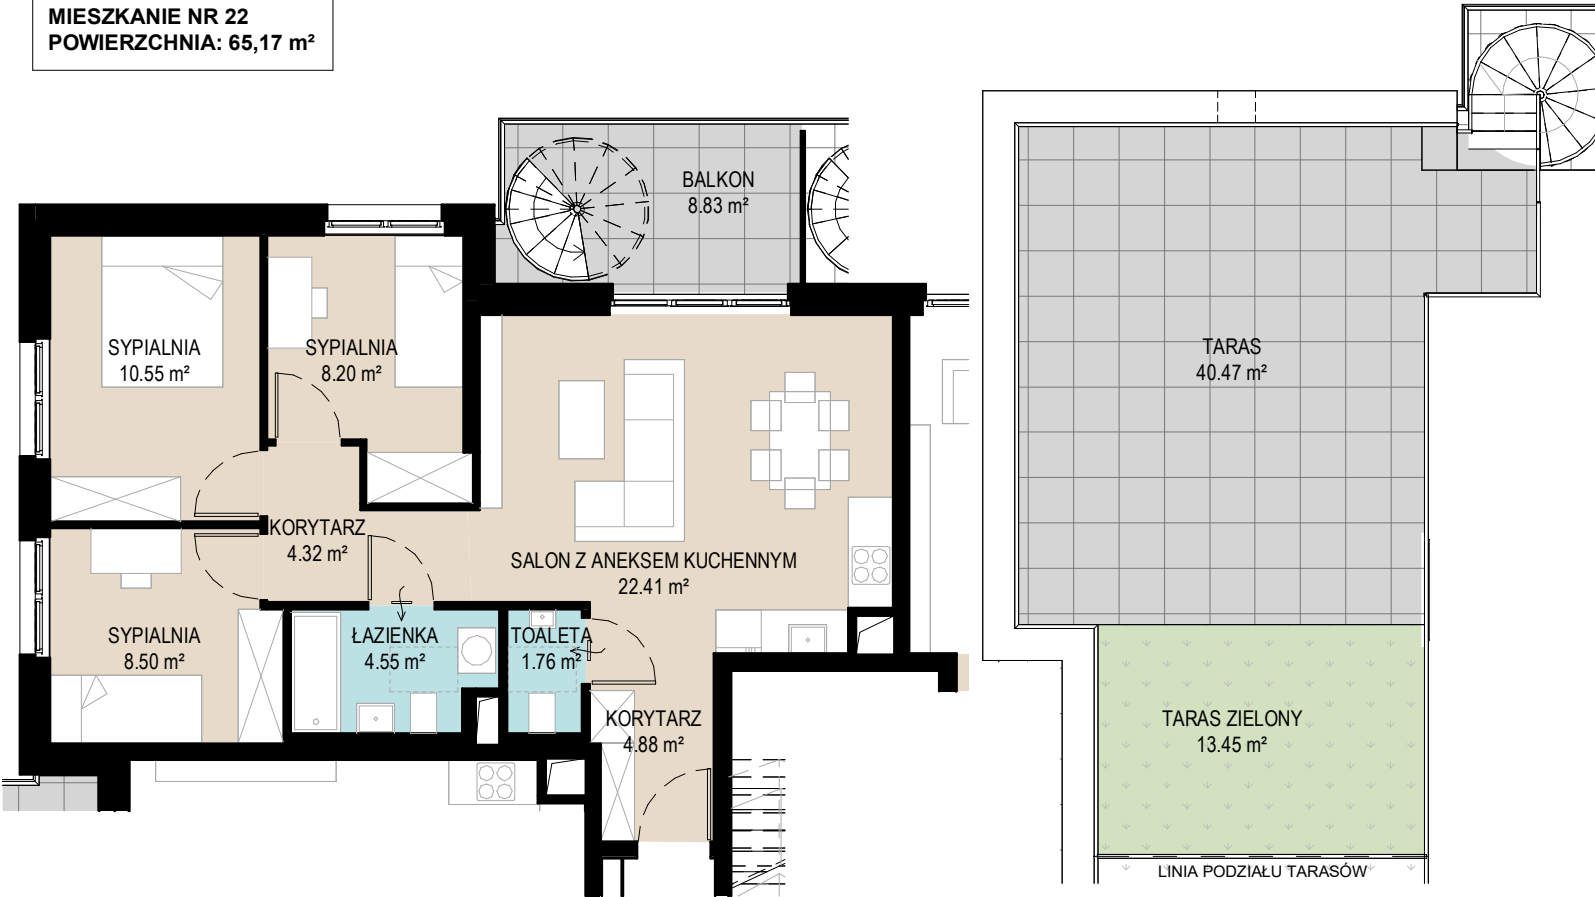 MIESZKANIE NR 22
POWIERZCHNIA: 65,17 m²
BALKON
8.83 m²
SYPIALNIA
10.55 m²
SYPIALNIA
8.20 m²
TARAS
40.47 m²
KORYTARZ
4.32 m²
SALON Z ANEKSEM KUCHENNYM
22.41 m²
SYPIALNIA
8.50 m²
ŁAZIENKA
4.55 m²
TOALETA
1.76 m²
KORYTARZ
4.88 m²
TARAS ZIELONY
13.45 m²
LINIA PODZIAŁU TARASÓW